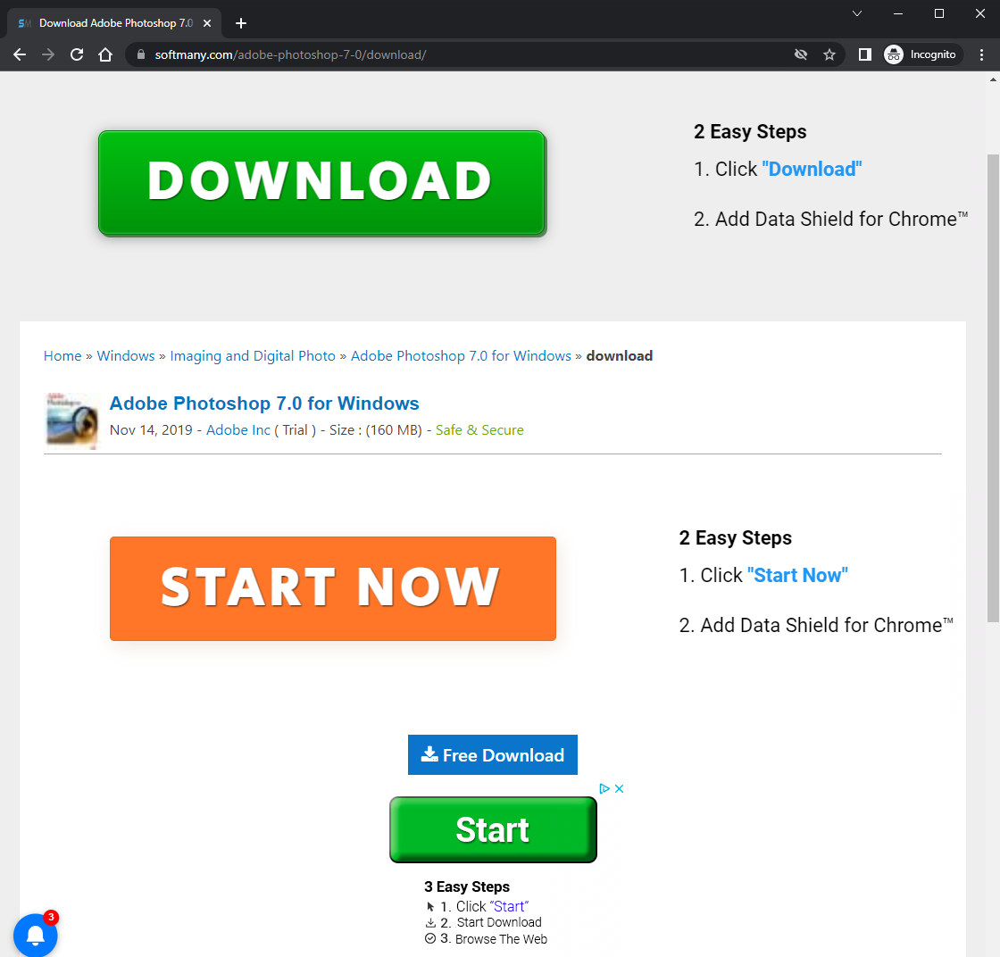 SM Download Adobe Photoshop 7.0
softmany.com/adobe-photoshop-7-0/download/
Incognito
DOWNLOAD
2 Easy Steps
1. Click "Download"
2. Add Data Shield for Chrome™
Home » Windows » Imaging and Digital Photo » Adobe Photoshop 7.0 for Windows » download
Adobe Photoshop 7.0 for Windows
Nov 14, 2019 - Adobe Inc ( Trial ) - Size : (160 MB) - Safe & Secure
START NOW
2 Easy Steps
1. Click "Start Now"
2. Add Data Shield for Chrome™
Free Download
Start
3 Easy Steps
1. Click “Start”
2. Start Download
3. Browse The Web
3